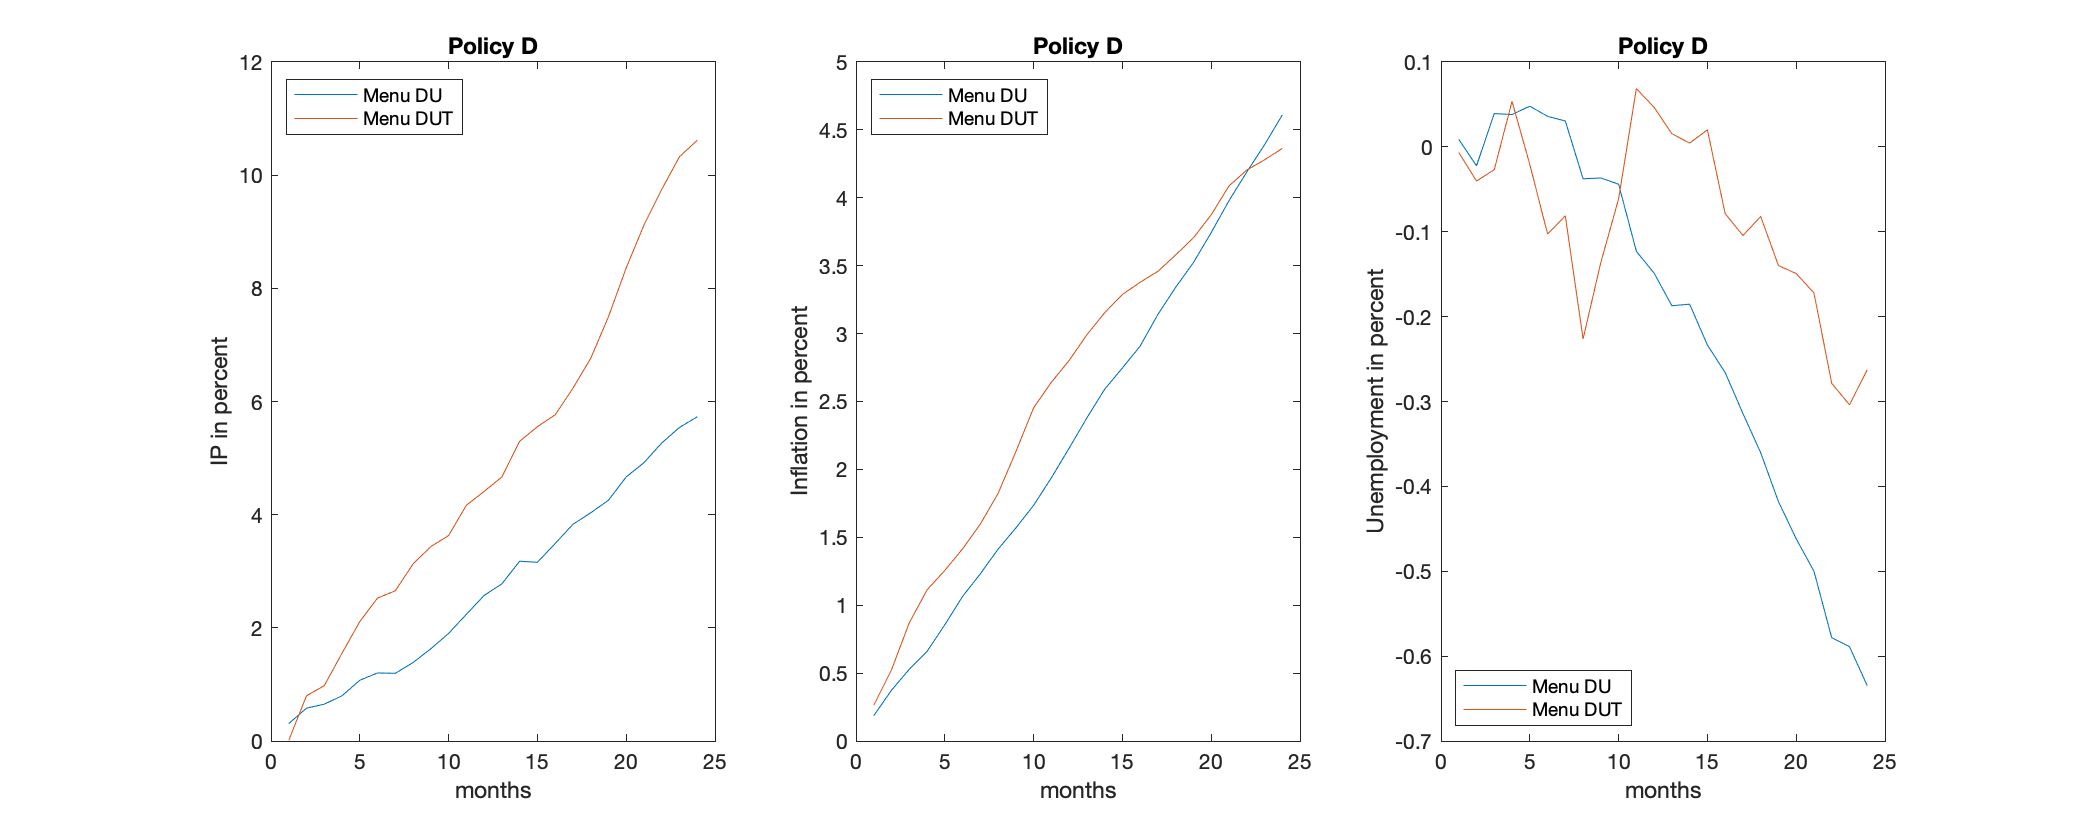 Policy D
12
10
8
6
4
2
0
IP in percent
Menu DU
Menu DUT
0 5 10 15 20 25
months
Policy D
5
4.5
4
3.5
3
2.5
2
1.5
1
0.5
0
Inflation in percent
Menu DU
Menu DUT
0 5 10 15 20 25
months
Policy D
0.1
0
-0.1
-0.2
-0.3
-0.4
-0.5
-0.6
-0.7
Unemployment in percent
Menu DU
Menu DUT
0 5 10 15 20 25
months